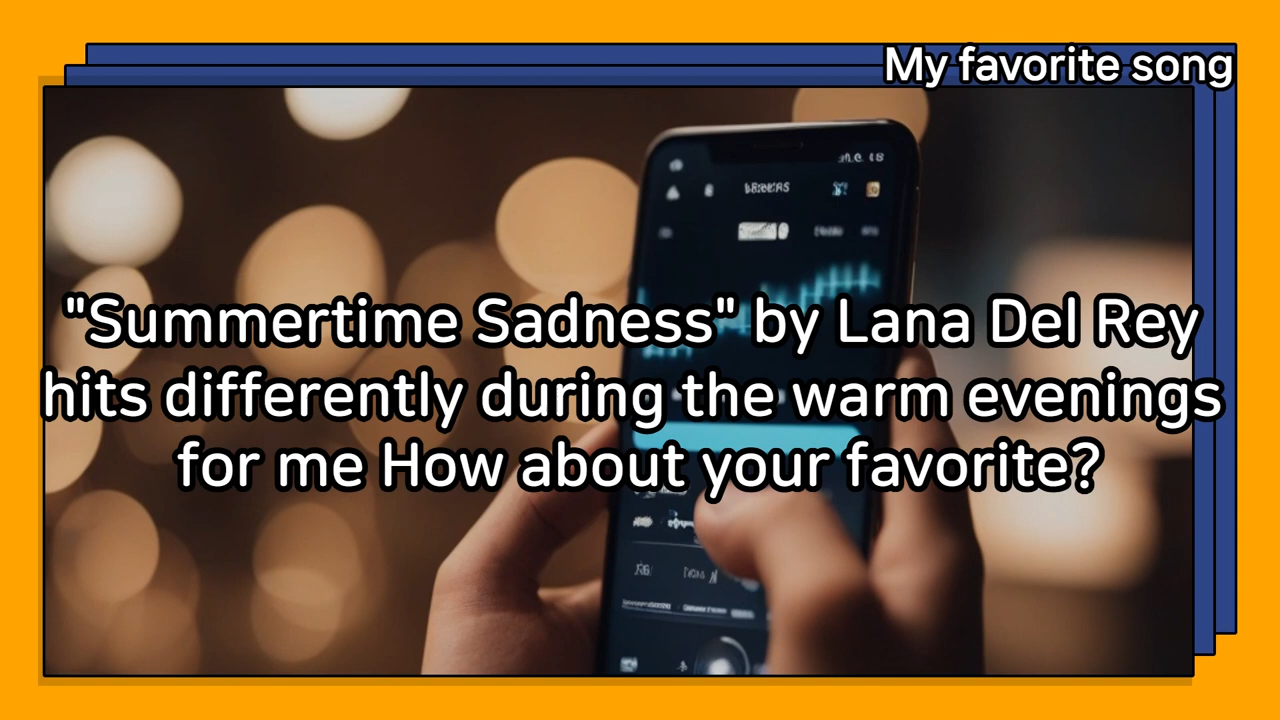 My favorite song
"Summertime Sadness" by Lana Del Rey
hits differently during the warm evenings
for me How about your favorite?